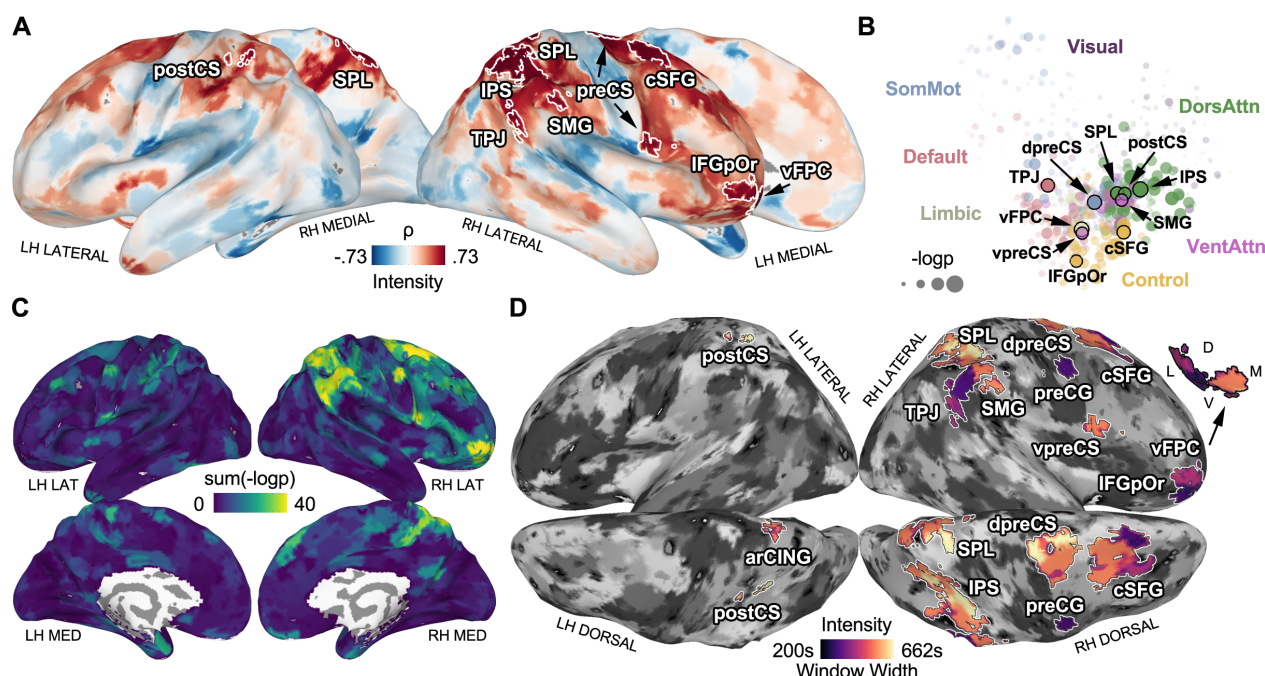 A
postCS
SPL
SPL
IPS
preCS
cSFG
TPJ
SMG
IFGpOr
vFPC
LH LATERAL
RH MEDIAL
RH LATERAL
LH MEDIAL
ρ
-.73
.73
Intensity
B
Visual
SomMot
DorsAttn
SPL
postCS
dpreCS
Default
TPJ
IPS
Limbic
vFPC
SMG
vpreCS
cSFG
VentAttn
IFGpOr
-logp
Control
C
LH LAT
RH LAT
sum(-logp)
0
40
LH MED
RH MED
D
postCS
LH LATERAL
RH LATERAL
SPL
dpreCS
cSFG
preCG
TPJ
SMG
vpreCS
vFPC
IFGpOr
D
L
M
V
arCING
postCS
LH DORSAL
dpreCS
SPL
IPS
preCG
cSFG
RH DORSAL
Intensity
200s
662s
Window Width